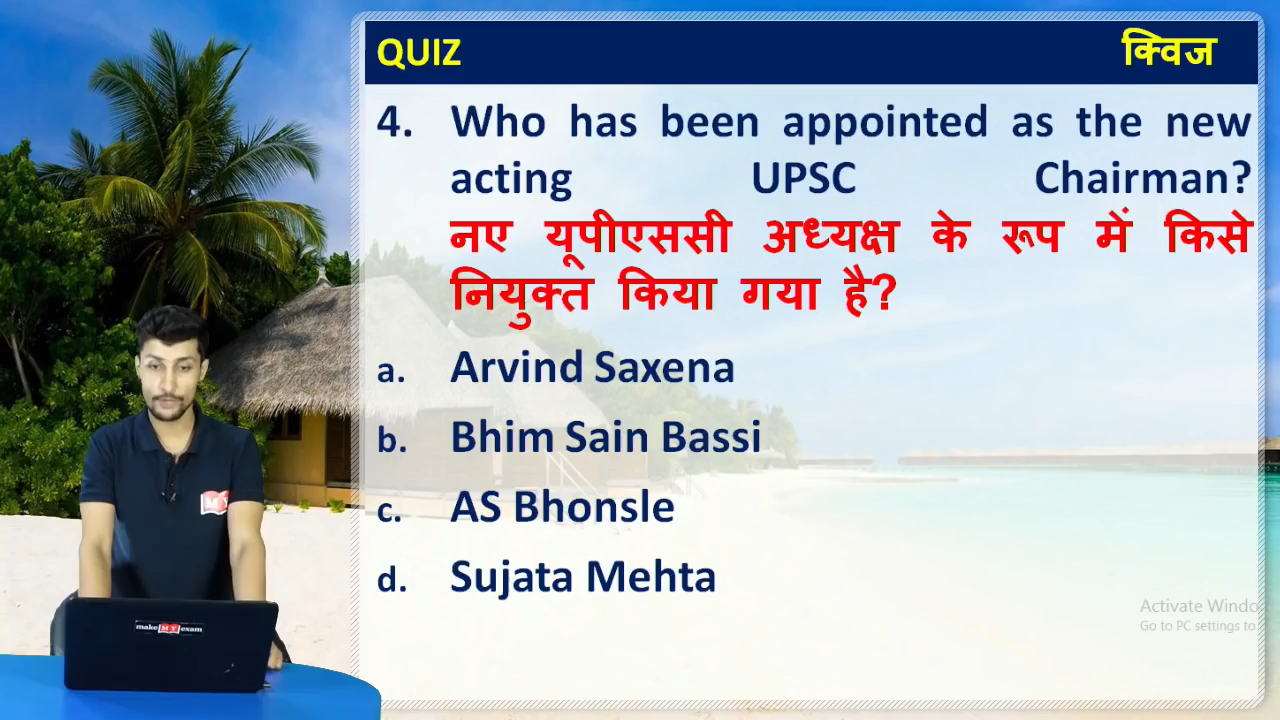 QUIZ क्विज
4. Who has been appointed as the new
acting UPSC Chairman?
नए यूपीएससी अध्यक्ष के रूप में किसे
नियुक्त किया गया है?
a. Arvind Saxena
b. Bhim Sain Bassi
c. AS Bhonsle
d. Sujata Mehta
MY
make MY exam
Activate Windo
Go to PC settings to